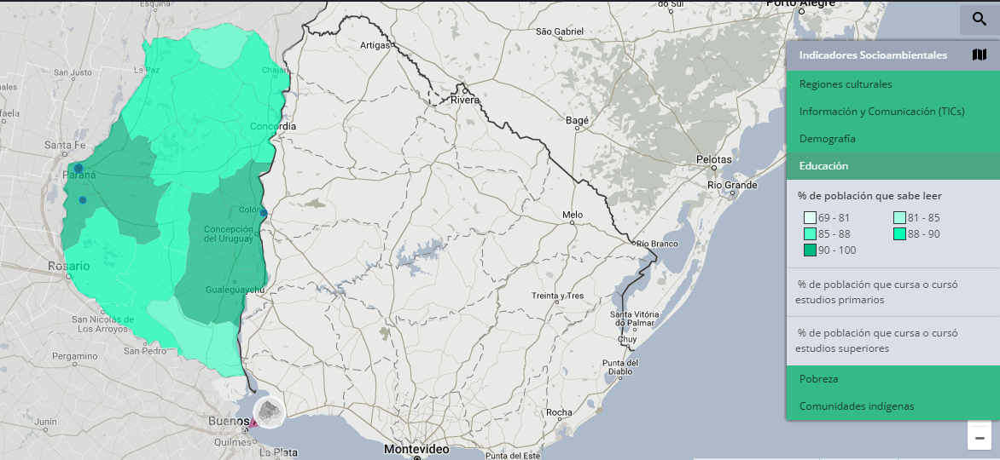 Esquina
do Sul
Porto Alegre
São Gabriel
Artigas
La Paz
San Justo
Chajarí
Rivera
Bagé
Concordia
Santa Fe
Paraná
Pelotas
Rio Grande
Colón
Melo
Concepción
del Uruguay
Río Branco
Rosario
Gualeguaychú
Treinta y Tres
San Nicolás de
Los Arroyos
Santa Vitória
do Palmar
Chuy
San Pedro
Pergamino
Punta del
Diablo
Rocha
Junín
Buenos
Quilmes
La Plata
Montevideo
Punta del Este
Indicadores Socioambientales
Regiones culturales
Información y Comunicación (TICs)
Demografía
Educación
% de población que sabe leer
69 - 81
81 - 85
85 - 88
88 - 90
90 - 100
% de población que cursa o cursó
estudios primarios
% de población que cursa o cursó
estudios superiores
Pobreza
Comunidades indígenas